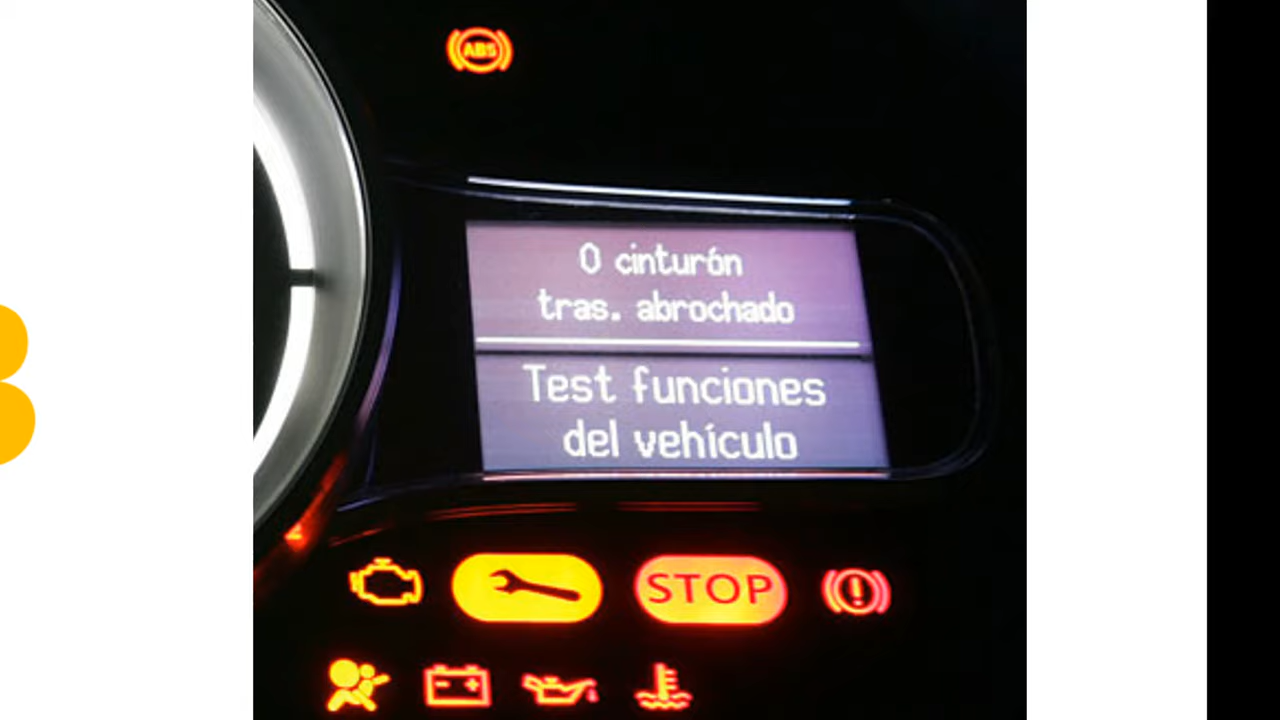 ABS
0 cinturón
tras. abrochado
Test funciones
del vehículo
STOP